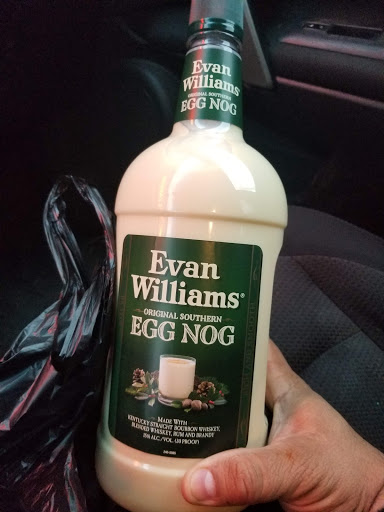 Evan
Williams
ORIGINAL SOUTHERN
EGG NOG
Evan
Williams®
ORIGINAL SOUTHERN
EGG NOG
MADE WITH
KENTUCKY STRAIGHT BOURBON WHISKEY,
BLENDED WHISKEY, RUM AND BRANDY
15% ALC./VOL. (30 PROOF)